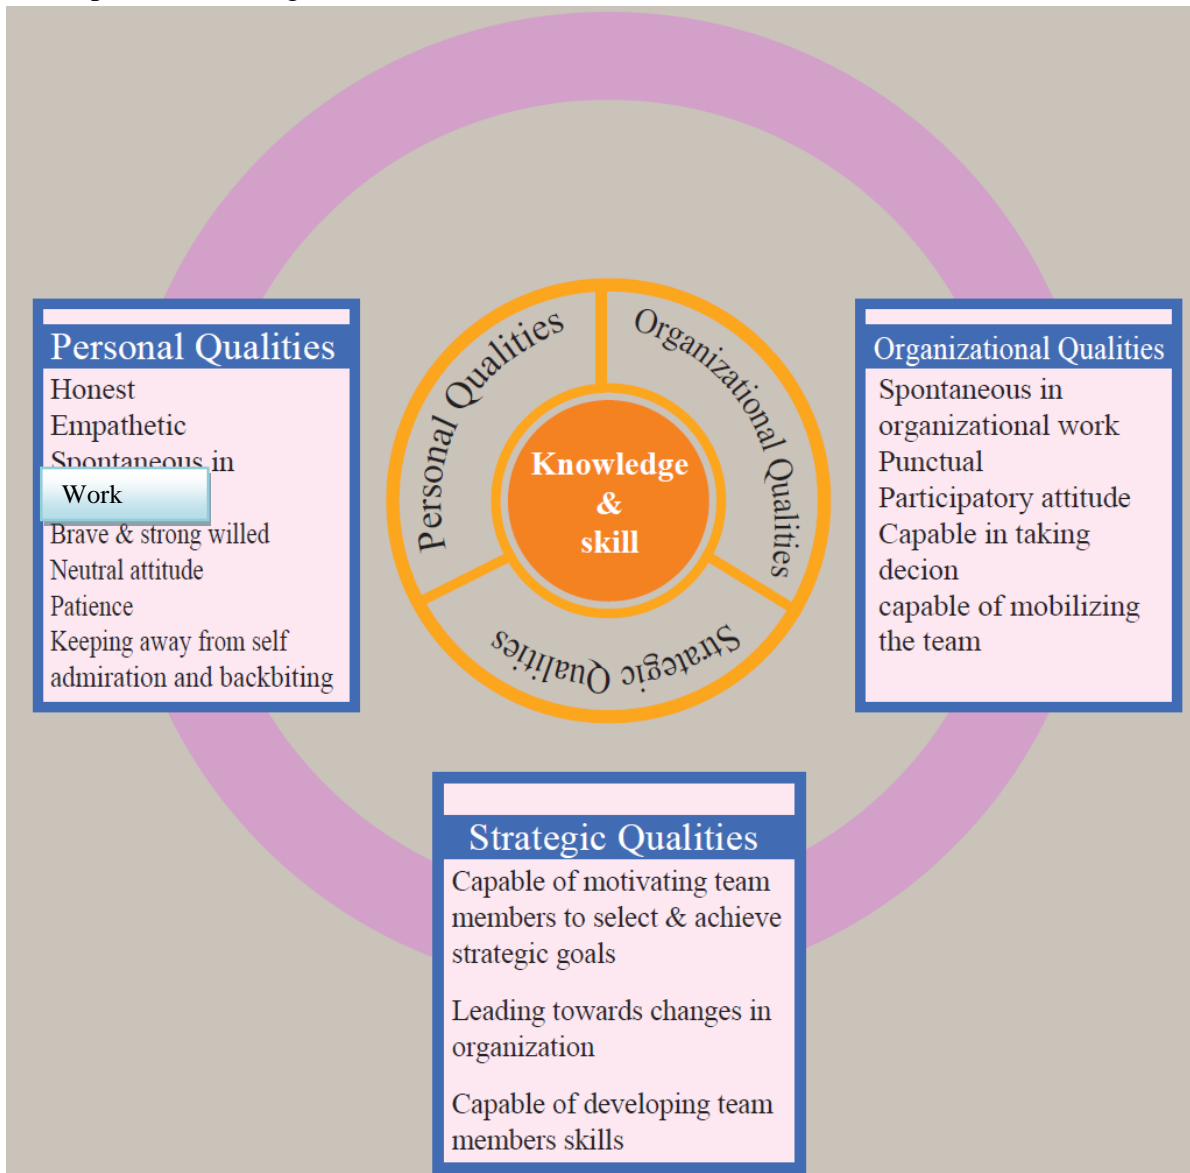 Personal Qualities
Honest
Empathetic
Spontaneous in
Work
Brave & strong willed
Neutral attitude
Patience
Keeping away from self
admiration and backbiting
Personal Qualities
Organizational Qualities
Strategic Qualities
Knowledge
&
skill
Organizational Qualities
Spontaneous in
organizational work
Punctual
Participatory attitude
Capable in taking
decion
capable of mobilizing
the team
Strategic Qualities
Capable of motivating team
members to select & achieve
strategic goals
Leading towards changes in
organization
Capable of developing team
members skills